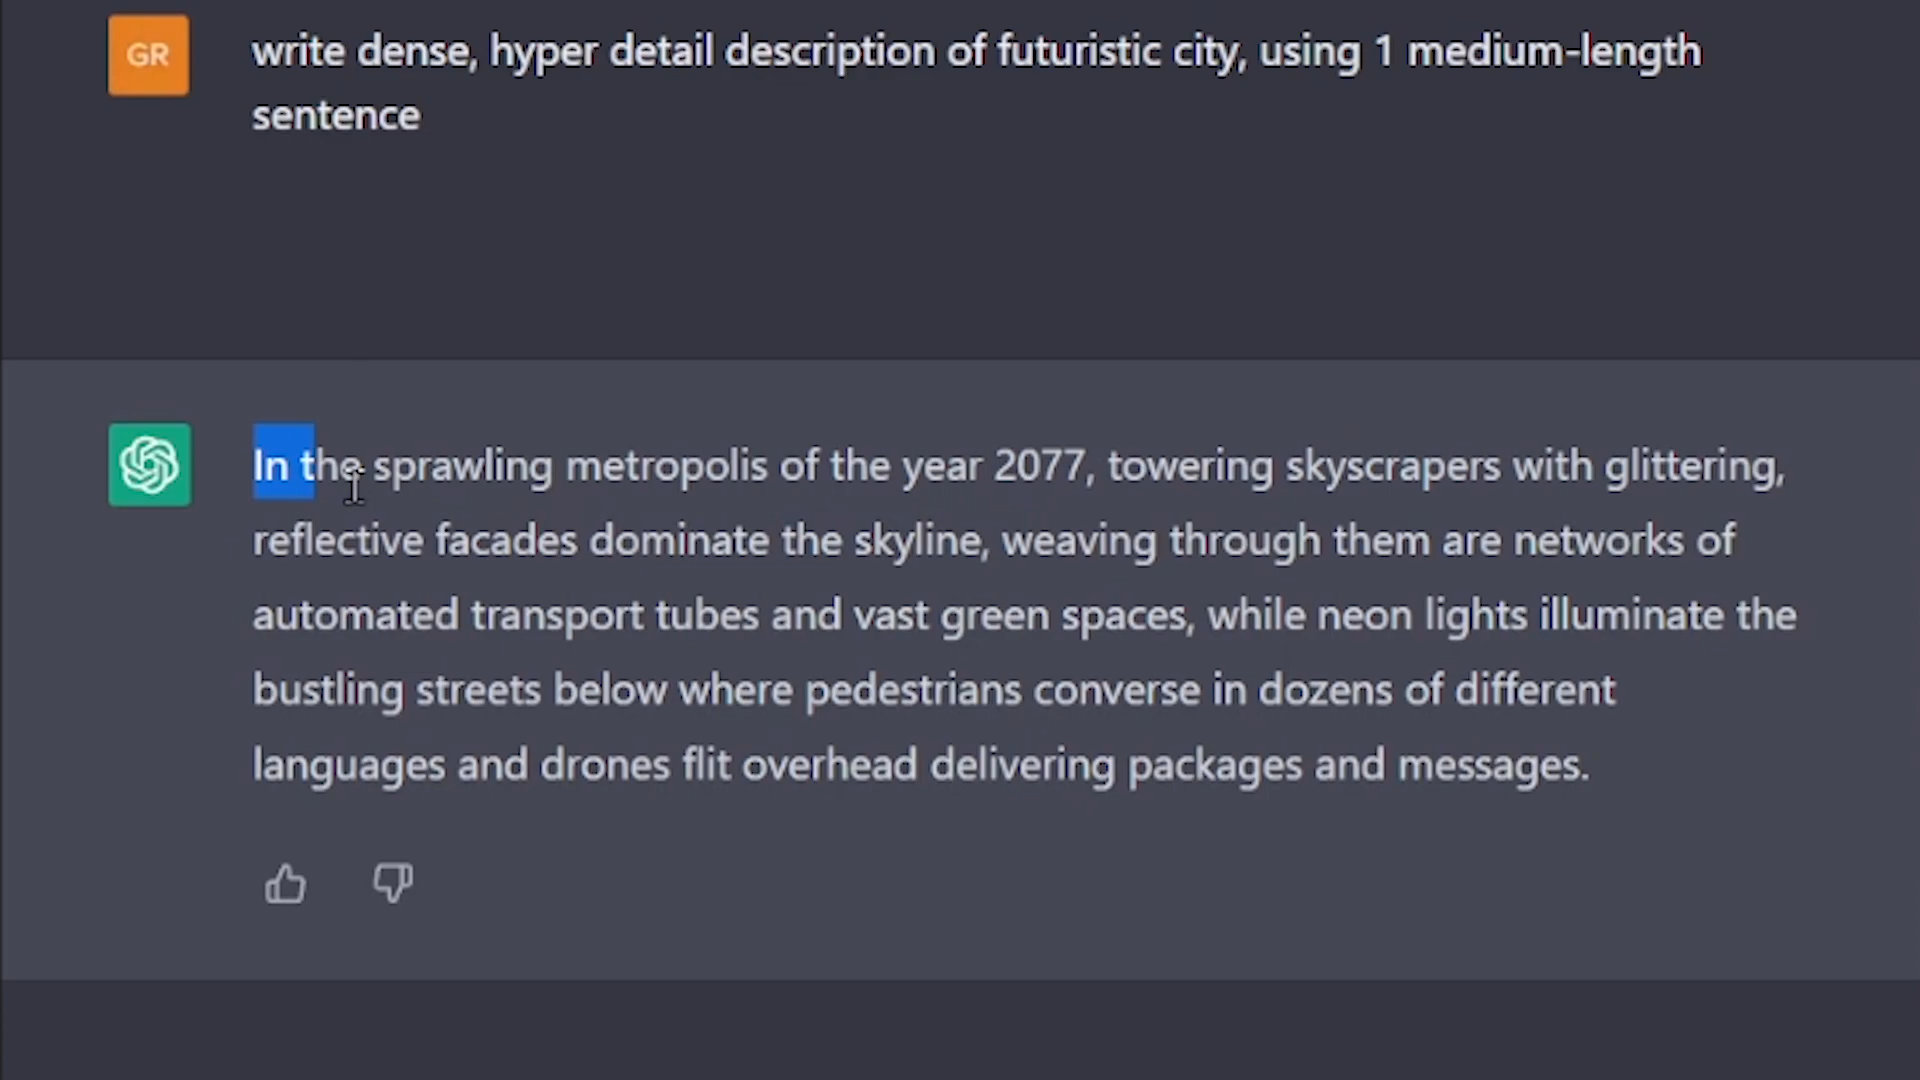 GR
write dense, hyper detail description of futuristic city, using 1 medium-length
sentence
In the sprawling metropolis of the year 2077, towering skyscrapers with glittering,
reflective facades dominate the skyline, weaving through them are networks of
automated transport tubes and vast green spaces, while neon lights illuminate the
bustling streets below where pedestrians converse in dozens of different
languages and drones flit overhead delivering packages and messages.